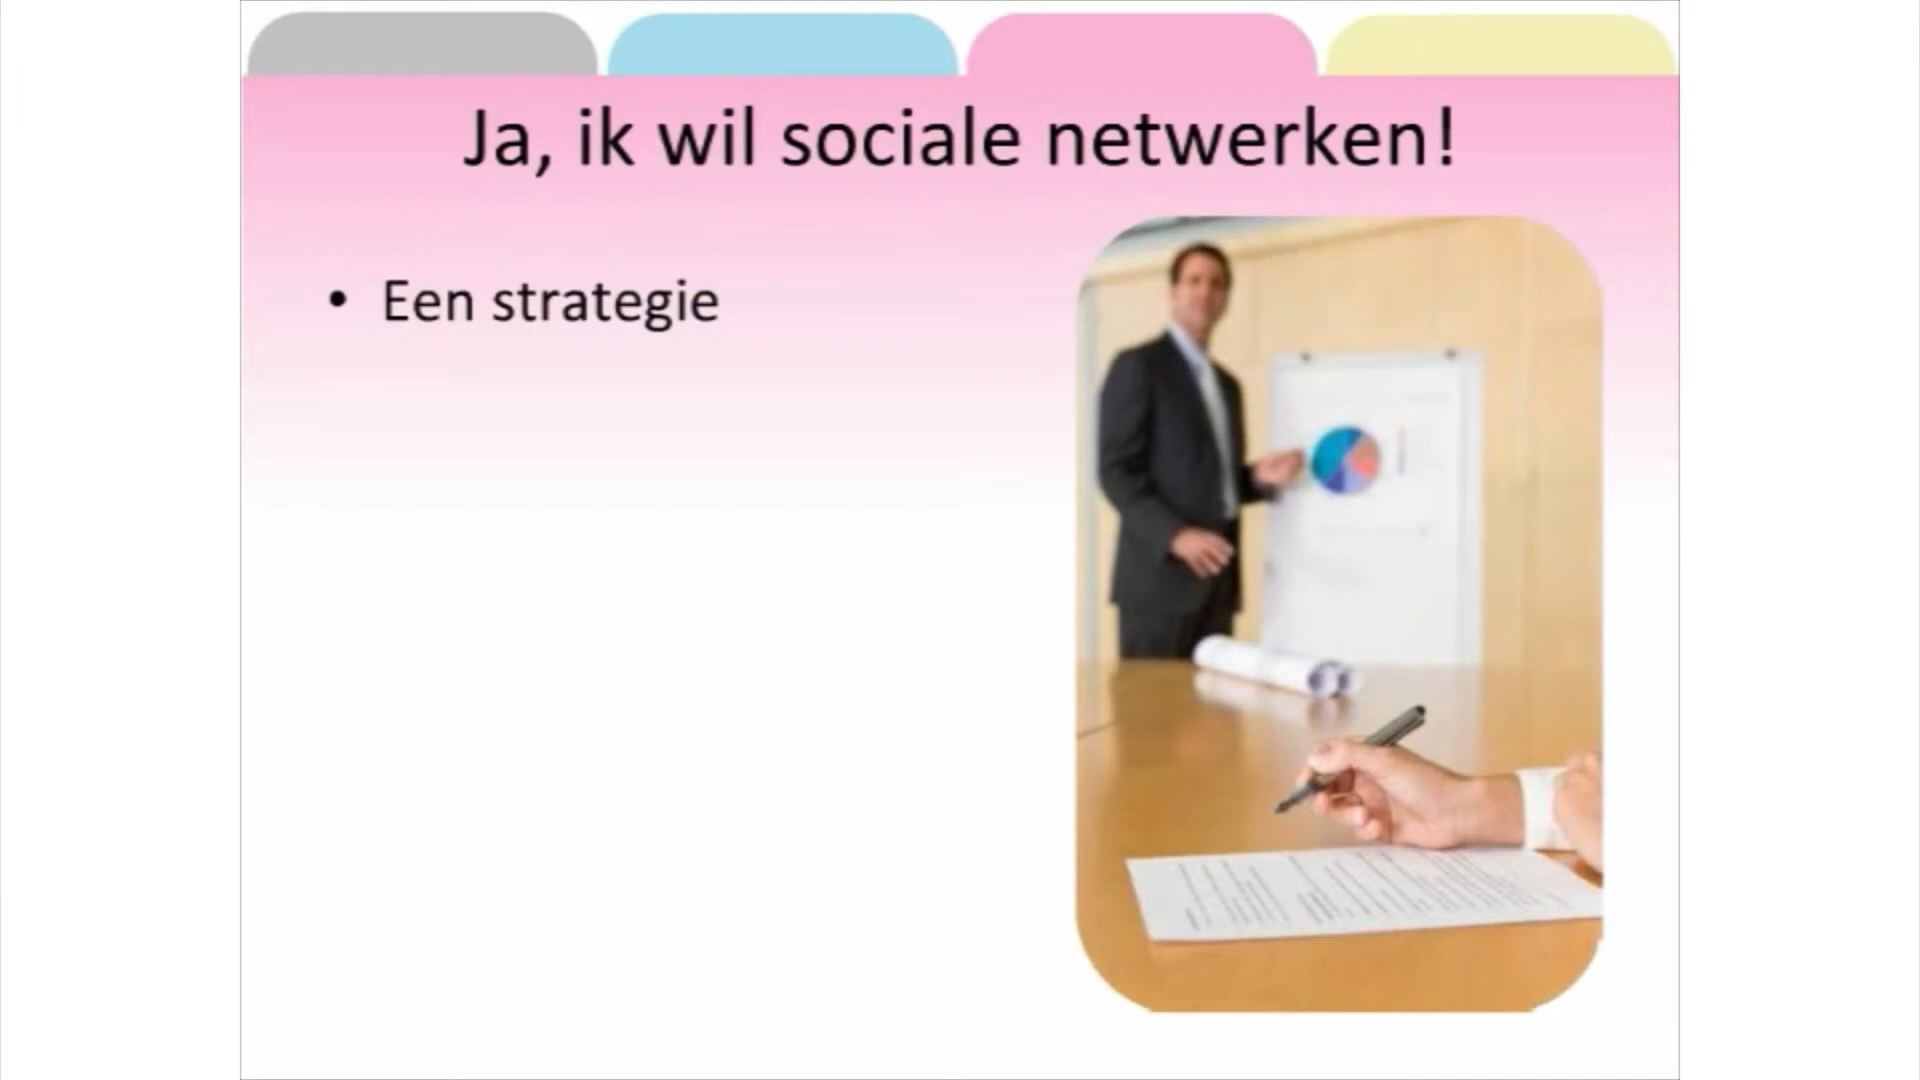 Ja, ik wil sociale netwerken!
• Een strategie